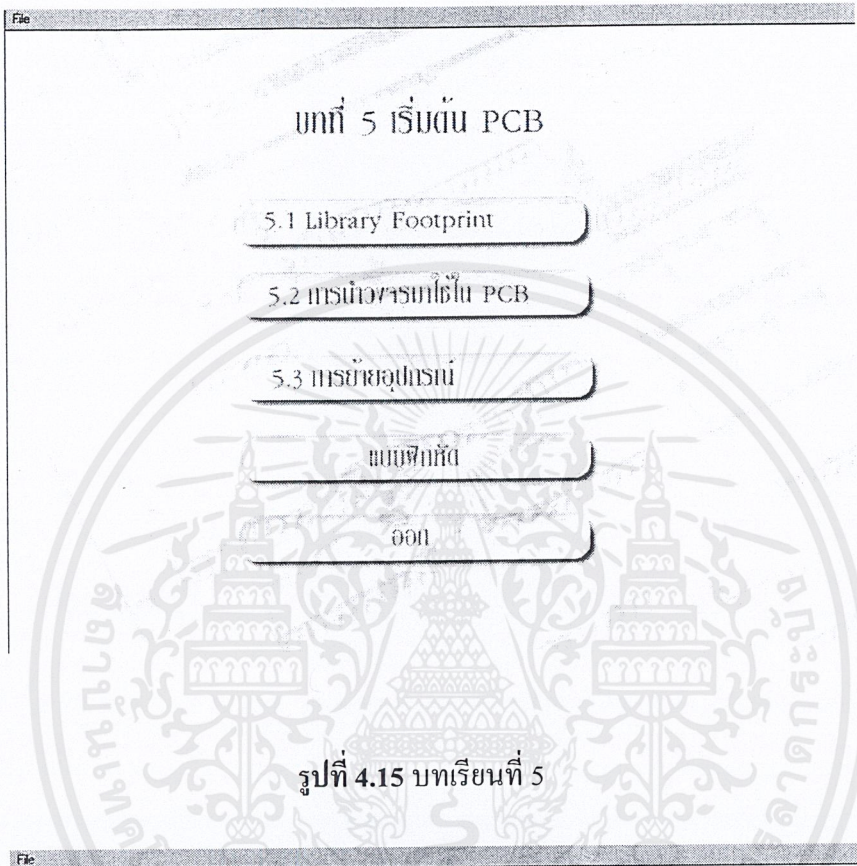 File
บทที่ 5 เริ่มต้น PCB
5.1 Library Footprint
5.2 การนำวงจรมาใช้ใน PCB
5.3 การย้ายอุปกรณ์
แบบฝึกหัด
ออก
รูปที่ 4.15 บทเรียนที่ 5
File